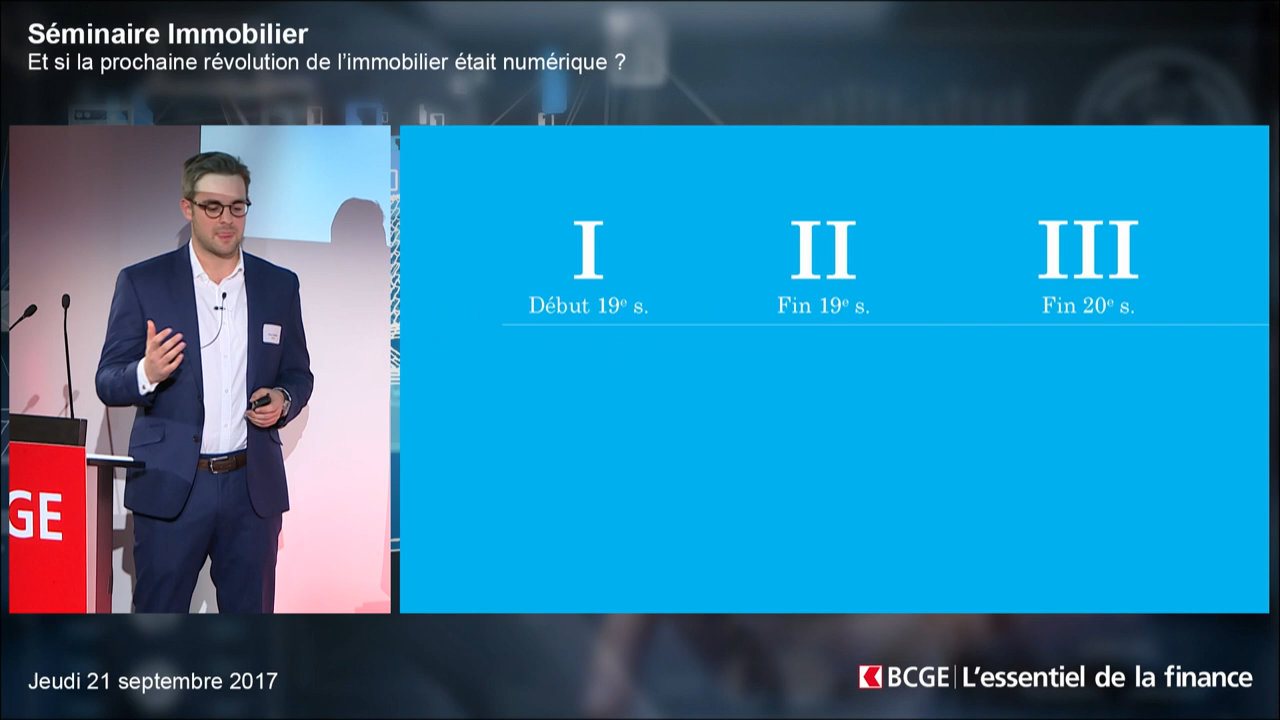 Séminaire Immobilier
Et si la prochaine révolution de l'immobilier était numérique ?
I II III
Début 19e s. Fin 19e s. Fin 20e s.
GE
Jeudi 21 septembre 2017
BCGE L'essentiel de la finance